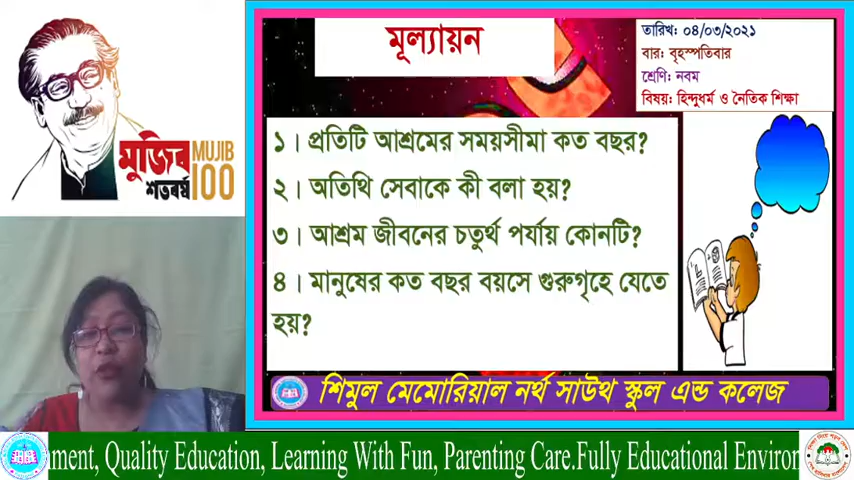 মূল্যায়ন
তারিখ: ০৪/০৩/২০২১
বার: বৃহস্পতিবার
শ্রেণি: নবম
বিষয়: হিন্দুধর্ম ও নৈতিক শিক্ষা
মুজিব MUJIB
শতবর্ষ 100
১। প্রতিটি আশ্রমের সময়সীমা কত বছর?
২। অতিথি সেবাকে কী বলা হয়?
৩। আশ্রম জীবনের চতুর্থ পর্যায় কোনটি?
৪। মানুষের কত বছর বয়সে গুরুগৃহে যেতে
হয়?
শিমুল মেমোরিয়াল নর্থ সাউথ স্কুল এন্ড কলেজ
nment, Quality Education, Learning With Fun, Parenting Care.Fully Educational Environ